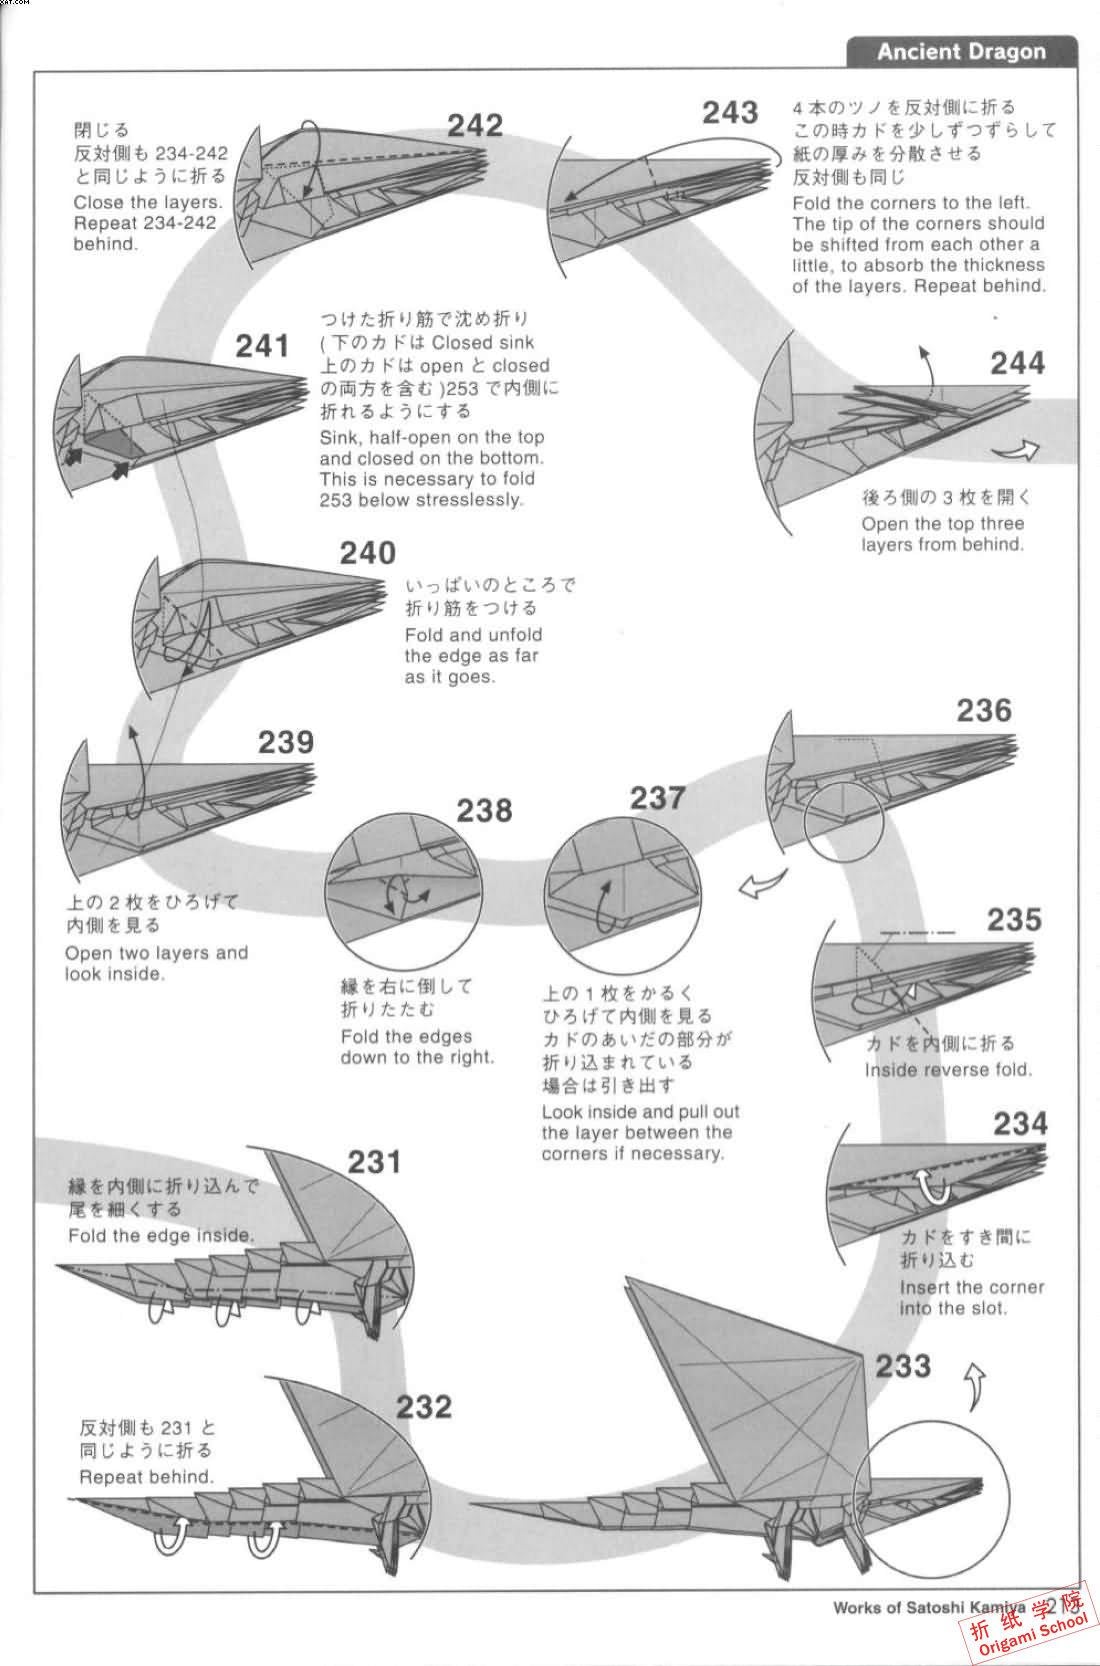 XAT.COM
Ancient Dragon
閉じる
反対側も 234-242
と同じように折る
Close the layers.
Repeat 234-242
behind.
242
243
4本のツノを反対側に折る
この時カドを少しずつずらして
紙の厚みを分散させる
反対側も同じ
Fold the corners to the left.
The tip of the corners should
be shifted from each other a
little, to absorb the thickness
of the layers. Repeat behind.
241
つけた折り筋で沈め折り
(下のカドは Closed sink
上のカドは open と closed
の両方を含む)253 で内側に
折れるようにする
Sink, half-open on the top
and closed on the bottom.
This is necessary to fold
253 below stresslessly.
244
後ろ側の3枚を開く
Open the top three
layers from behind.
240
いっぱいのところで
折り筋をつける
Fold and unfold
the edge as far
as it goes.
239
上の2枚をひろげて
内側を見る
Open two layers and
look inside.
238
縁を右に倒して
折りたたむ
Fold the edges
down to the right.
237
上の1枚をかるく
ひろげて内側を見る
カドのあいだの部分が
折り込まれている
場合は引き出す
Look inside and pull out
the layer between the
corners if necessary.
236
235
カドを内側に折る
Inside reverse fold.
234
カドをすき間に
折り込む
Insert the corner
into the slot.
231
縁を内側に折り込んで
尾を細くする
Fold the edge inside.
232
反対側も 231 と
同じように折る
Repeat behind.
233
Works of Satoshi Kamiya
折纸学院
Origami School